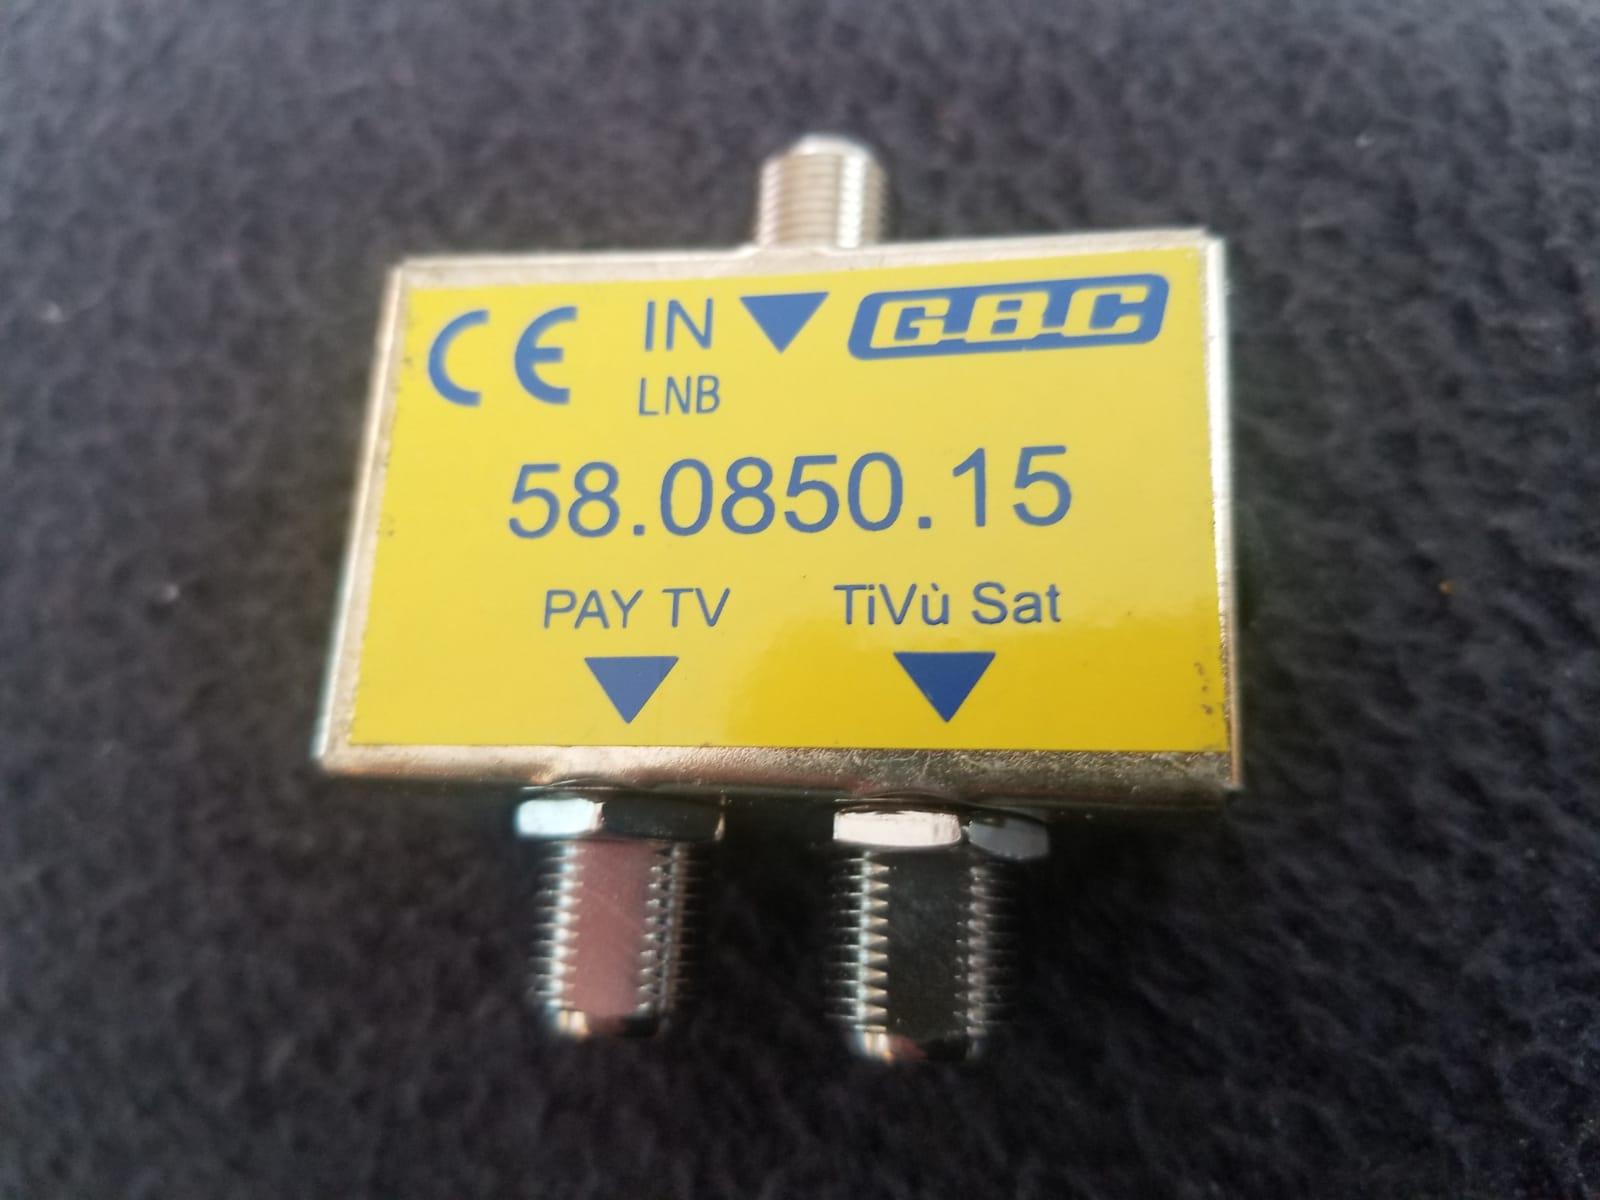 CE IN GBC
LNB
58.0850.15
PAY TV TiVù Sat